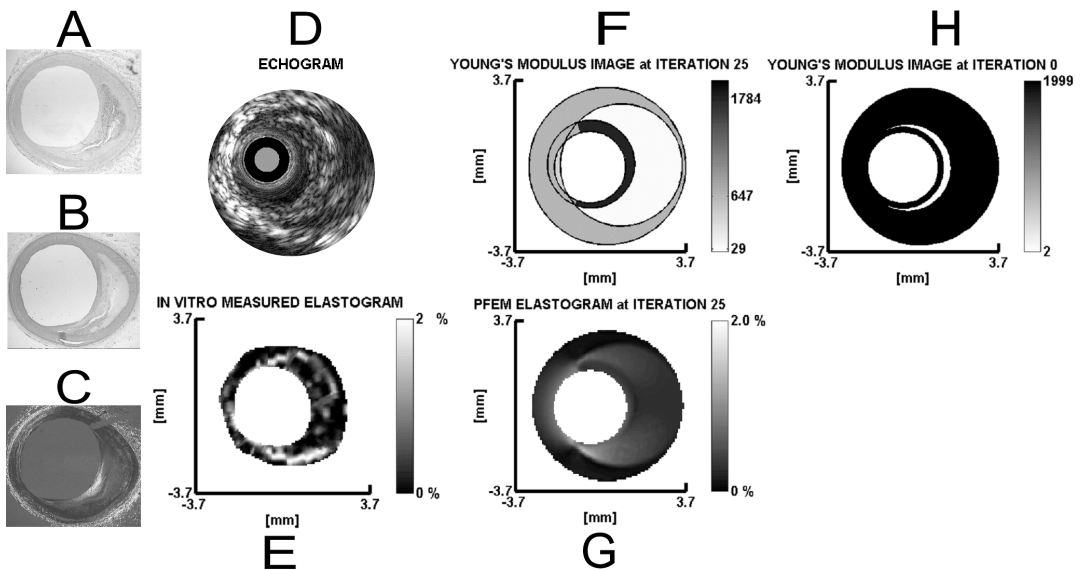 A
B
C
D
ECHOGRAM
IN VITRO MEASURED ELASTOGRAM
3.7
[mm]
-3.7
-3.7
[mm]
3.7
2 %
0 %
E
F
YOUNG'S MODULUS IMAGE at ITERATION 25
3.7
[mm]
-3.7
-3.7
[mm]
3.7
1784
647
29
PFEM ELASTOGRAM at ITERATION 25
3.7
[mm]
-3.7
-3.7
[mm]
3.7
2.0 %
0 %
G
H
YOUNG'S MODULUS IMAGE at ITERATION 0
3.7
[mm]
-3.7
-3.7
[mm]
3.7
1999
2